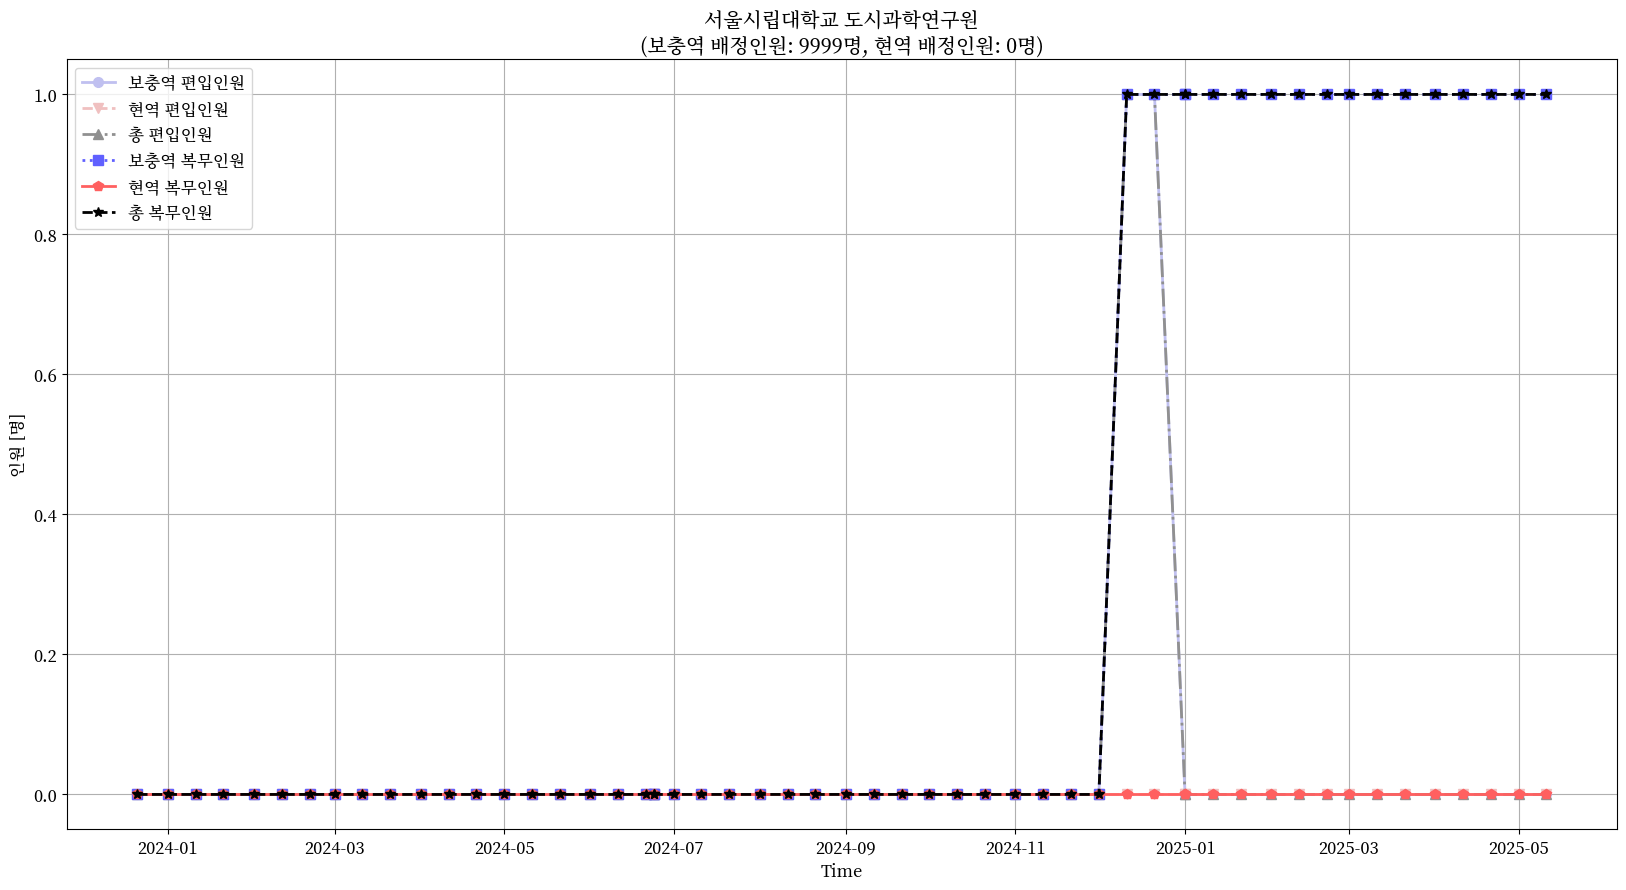 서울시립대학교 도시과학연구원
(보충역 배정인원: 9999명, 현역 배정인원: 0명)
보충역 편입인원
현역 편입인원
총 편입인원
보충역 복무인원
현역 복무인원
총 복무인원
인원 [명]
1.0
0.8
0.6
0.4
0.2
0.0
2024-01 2024-03 2024-05 2024-07 2024-09 2024-11 2025-01 2025-03 2025-05
Time